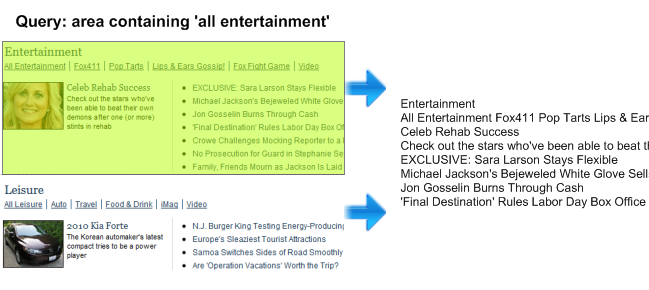 Query: area containing 'all entertainment'
Entertainment
All Entertainment | Fox411 | Pop Tarts | Lips & Ears Gossip! | Fox Fight Game | Video
Celeb Rehab Success
Check out the stars who've
been able to beat their own
demons after one (or more)
stints in rehab
• EXCLUSIVE: Sara Larson Stays Flexible
• Michael Jackson's Bejeweled White Glove
• Jon Gosselin Burns Through Cash
• 'Final Destination' Rules Labor Day Box Of
• Crowe Challenges Mocking Reporter to a
• No Prosecution for Guard in Stephanie Se
• Family, Friends Mourn as Jackson Is Laid
Leisure
All Leisure | Auto | Travel | Food & Drink | iMag | Video
2010 Kia Forte
The Korean automaker's latest
compact tries to be a power
player
• N.J. Burger King Testing Energy-Producing
• Europe's Sleaziest Tourist Attractions
• Samoa Switches Sides of Road Smoothly
• Are 'Operation Vacations' Worth the Trip?
Entertainment
All Entertainment Fox411 Pop Tarts Lips & Ear
Celeb Rehab Success
Check out the stars who've been able to beat t
EXCLUSIVE: Sara Larson Stays Flexible
Michael Jackson's Bejeweled White Glove Sell
Jon Gosselin Burns Through Cash
'Final Destination' Rules Labor Day Box Office